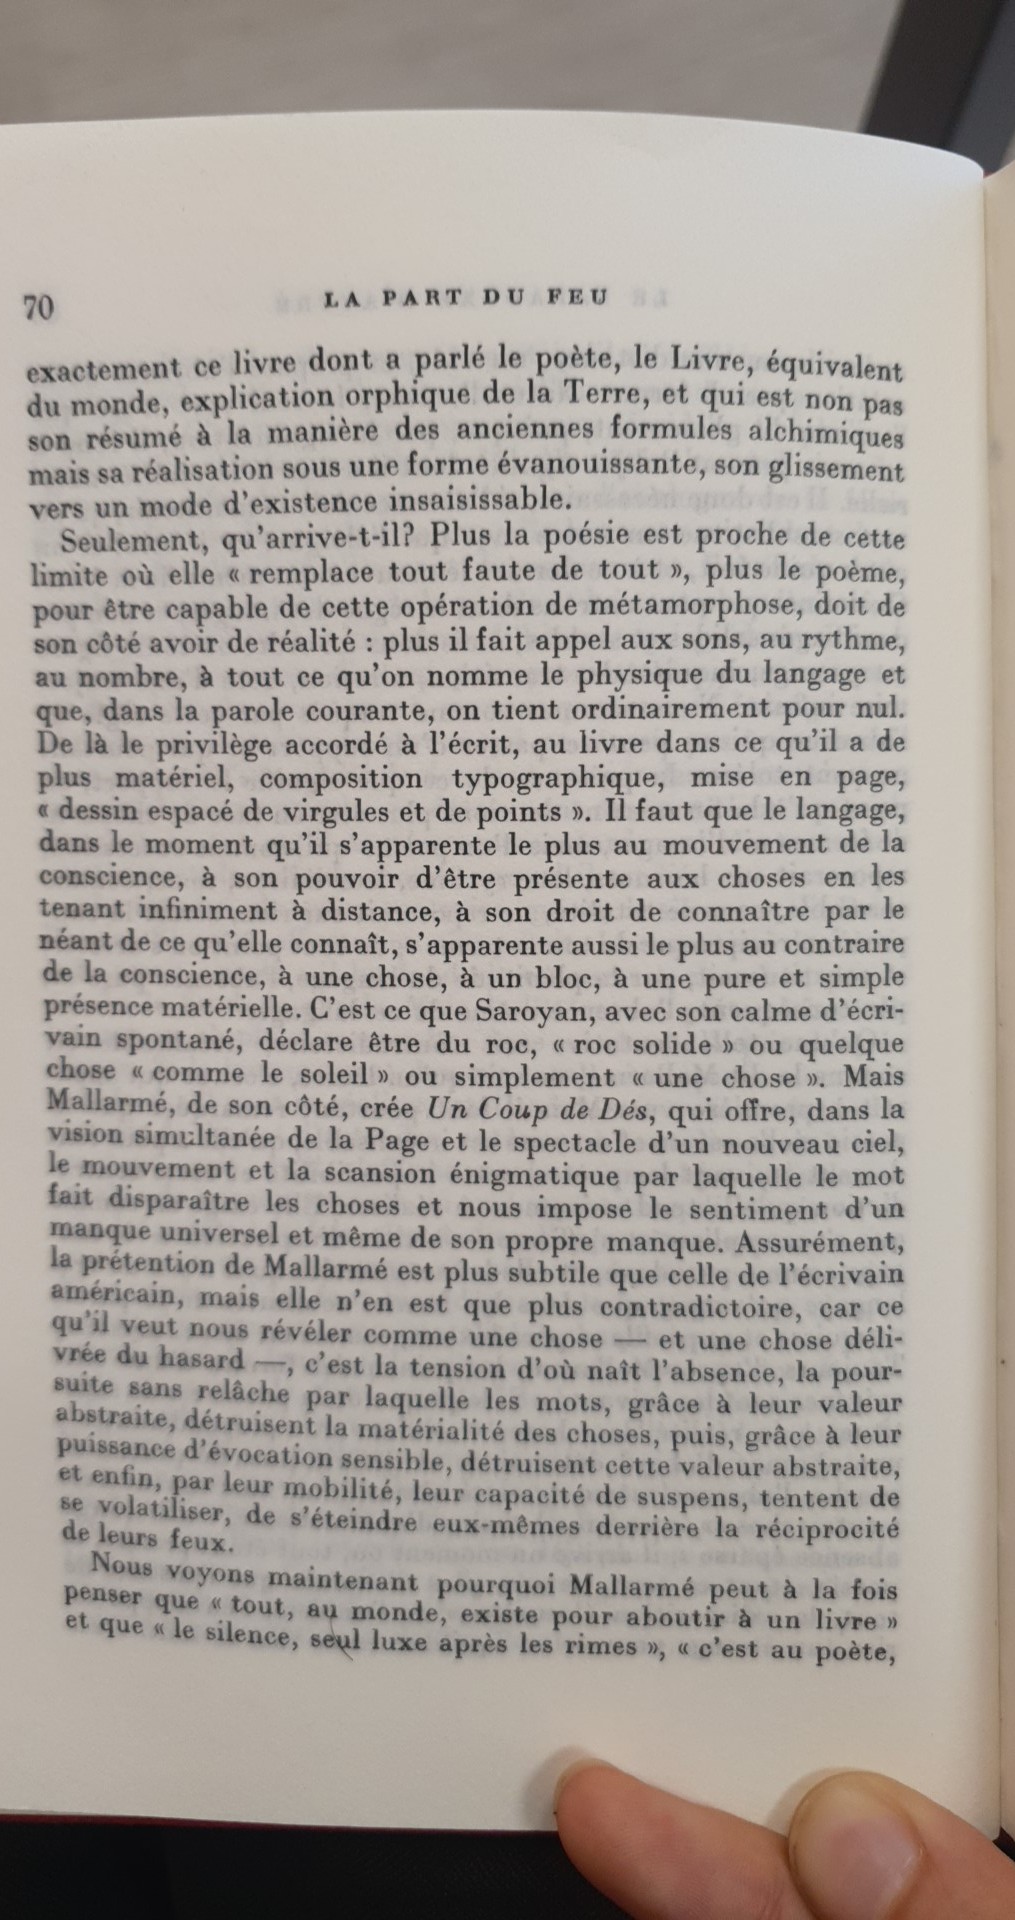 70
LA PART DU FEU
exactement ce livre dont a parlé le poète, le Livre, équivalent
du monde, explication orphique de la Terre, et qui est non pas
son résumé à la manière des anciennes formules alchimiques
mais sa réalisation sous une forme évanouissante, son glissement
vers un mode d'existence insaisissable.
Seulement, qu'arrive-t-il? Plus la poésie est proche de cette
limite où elle « remplace tout faute de tout », plus le poème,
pour être capable de cette opération de métamorphose, doit de
son côté avoir de réalité : plus il fait appel aux sons, au rythme,
au nombre, à tout ce qu'on nomme le physique du langage et
que, dans la parole courante, on tient ordinairement pour nul.
De là le privilège accordé à l'écrit, au livre dans ce qu'il a de
plus matériel, composition typographique, mise en page,
« dessin espacé de virgules et de points ». Il faut que le langage,
dans le moment qu'il s'apparente le plus au mouvement de la
conscience, à son pouvoir d'être présente aux choses en les
tenant infiniment à distance, à son droit de connaître par le
néant de ce qu'elle connaît, s'apparente aussi le plus au contraire
de la conscience, à une chose, à un bloc, à une pure et simple
présence matérielle. C'est ce que Saroyan, avec son calme d'écri-
vain spontané, déclare être du roc, « roc solide » ou quelque
chose « comme le soleil » ou simplement « une chose ». Mais
Mallarmé, de son côté, crée Un Coup de Dés, qui offre, dans la
vision simultanée de la Page et le spectacle d'un nouveau ciel,
le mouvement et la scansion énigmatique par laquelle le mot
fait disparaître les choses et nous impose le sentiment d'un
manque universel et même de son propre manque. Assurément,
la prétention de Mallarmé est plus subtile que celle de l'écrivain
américain, mais elle n'en est que plus contradictoire, car ce
qu'il veut nous révéler comme une chose — et une chose déli-
vrée du hasard —, c'est la tension d'où naît l'absence, la pour-
suite sans relâche par laquelle les mots, grâce à leur valeur
abstraite, détruisent la matérialité des choses, puis, grâce à leur
puissance d'évocation sensible, détruisent cette valeur abstraite,
et enfin, par leur mobilité, leur capacité de suspens, tentent de
se volatiliser, de s'éteindre eux-mêmes derrière la réciprocité
de leurs feux.
Nous voyons maintenant pourquoi Mallarmé peut à la fois
penser que « tout, au monde, existe pour aboutir à un livre »
et que « le silence, seul luxe après les rimes », « c'est au poète,